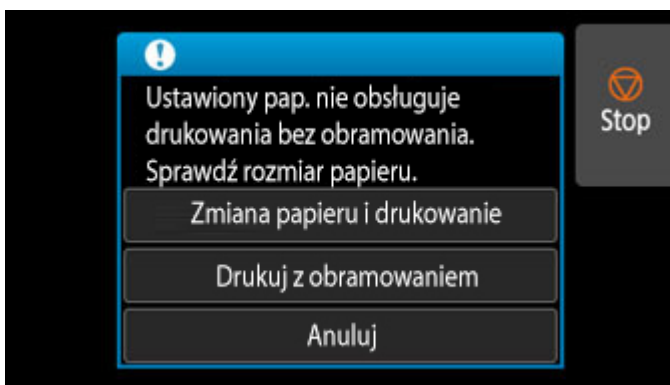 Ustawiony pap. nie obsługuje
drukowania bez obramowania.
Sprawdź rozmiar papieru.
Zmiana papieru i drukowanie
Drukuj z obramowaniem
Anuluj
Stop